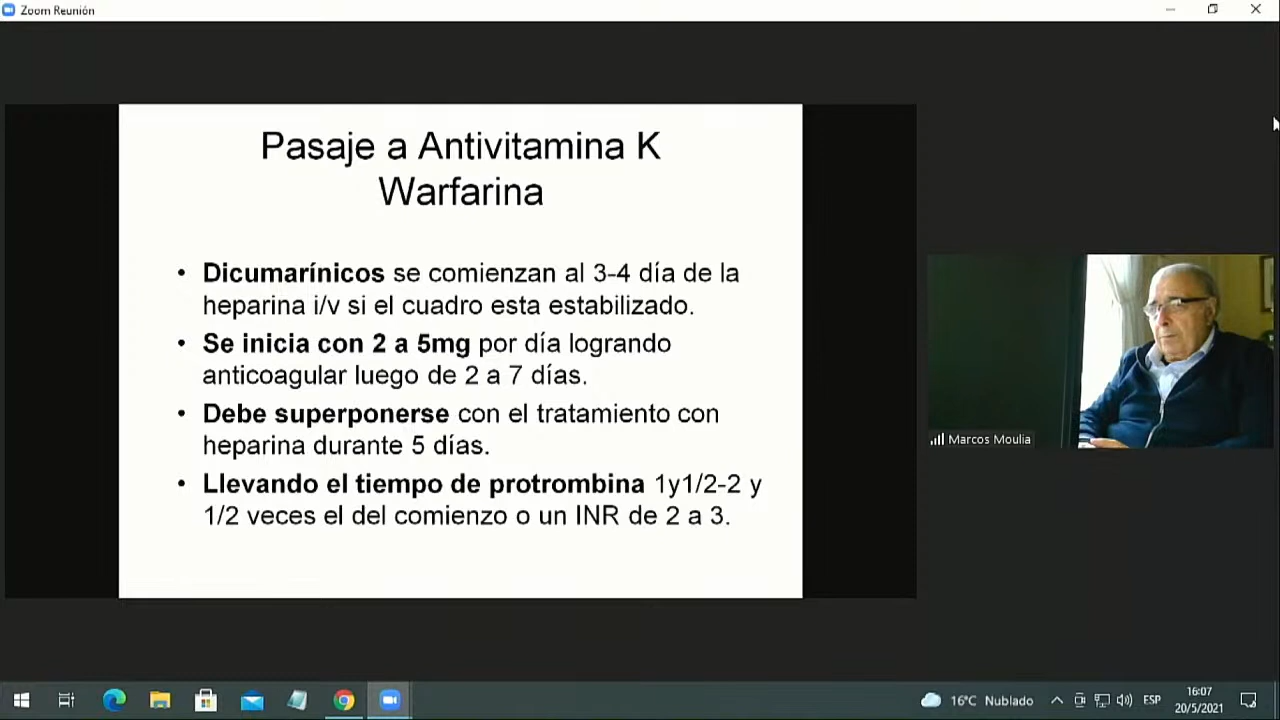 Zoom Reunión
Pasaje a Antivitamina K
Warfarina
• Dicumarínicos se comienzan al 3-4 día de la
heparina i/v si el cuadro esta estabilizado.
• Se inicia con 2 a 5mg por día logrando
anticoagular luego de 2 a 7 días.
• Debe superponerse con el tratamiento con
heparina durante 5 días.
• Llevando el tiempo de protrombina 1y1/2-2 y
1/2 veces el del comienzo o un INR de 2 a 3.
Marcos Moulia
16°C Nublado
ESP
16:07
20/5/2021